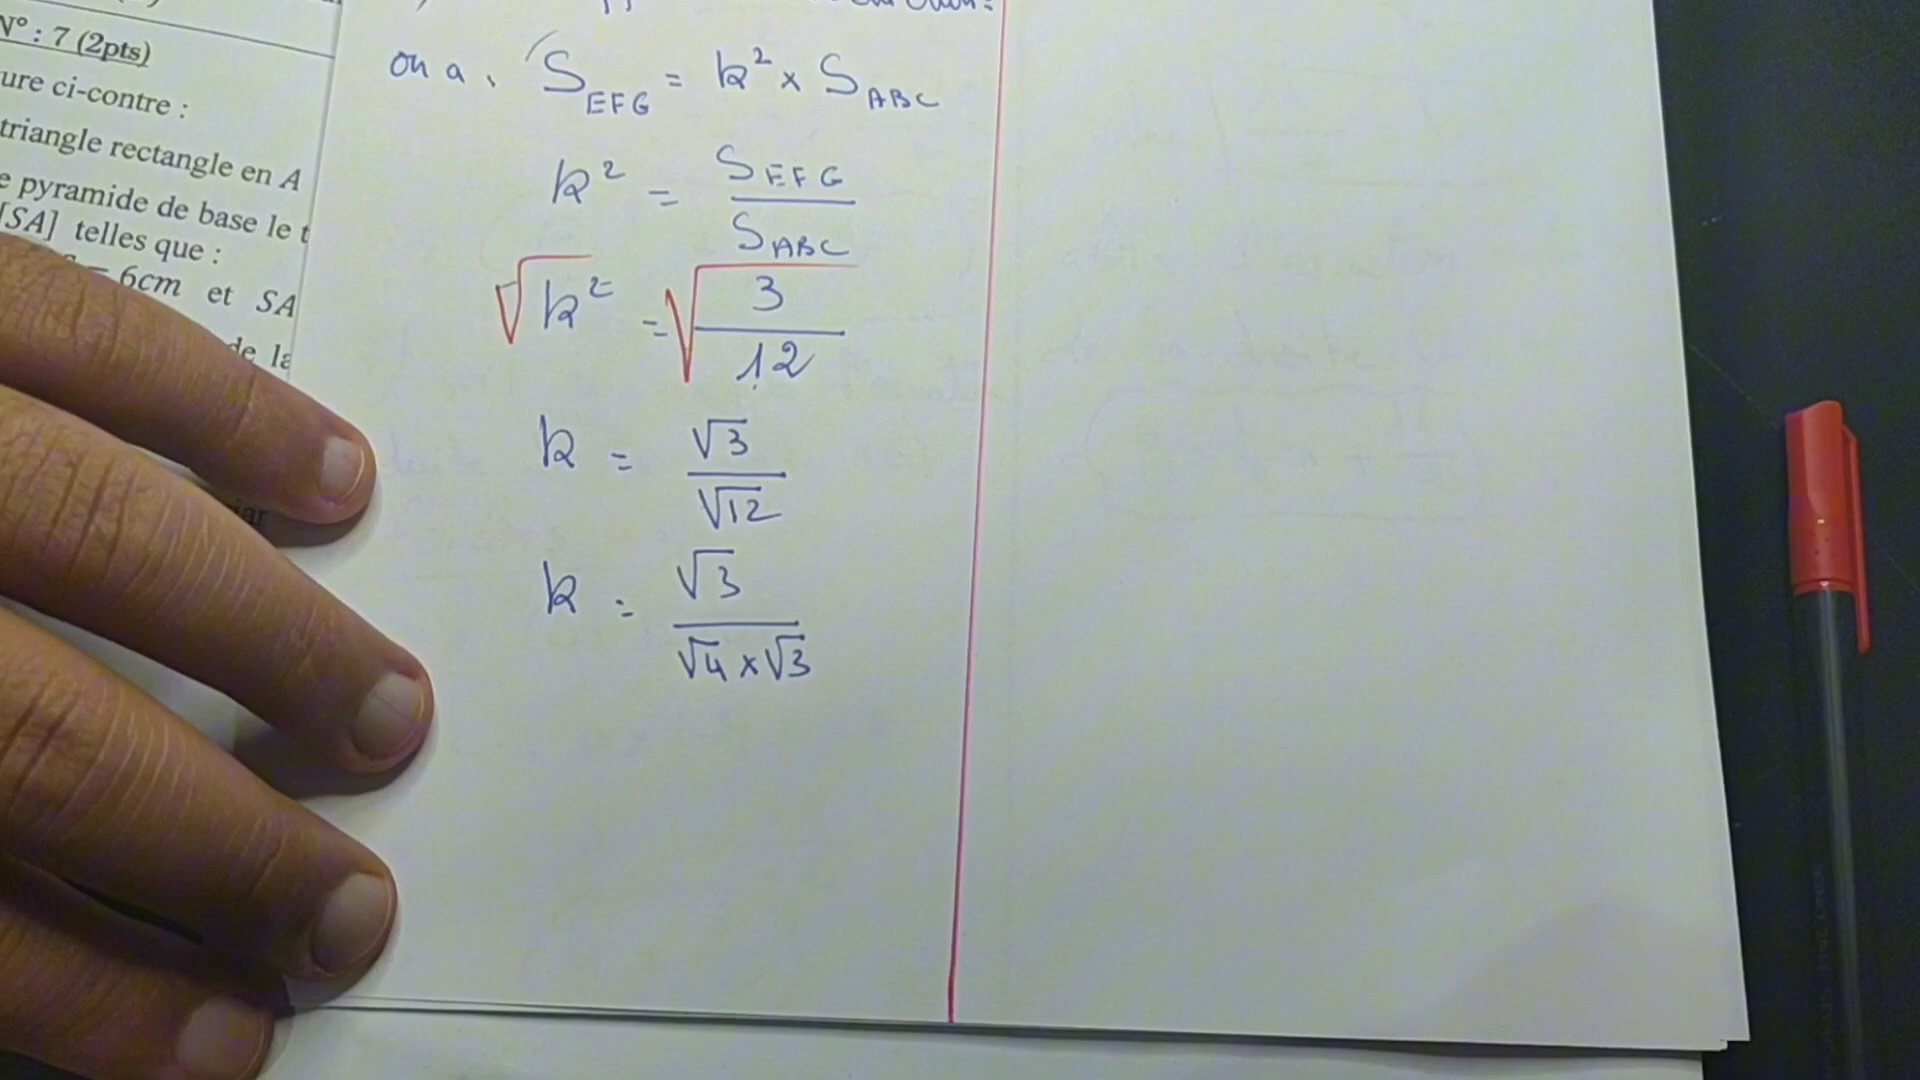 N° : 7 (2pts)
ure ci-contre :
triangle rectangle en A
e pyramide de base le t
[SA] telles que :
= 6cm et SA
de la
on a : S_EFG = k² × S_ABC
k² = S_EFG / S_ABC
√k² = √(3 / 12)
k = √3 / √12
k = √3 / (√4 × √3)